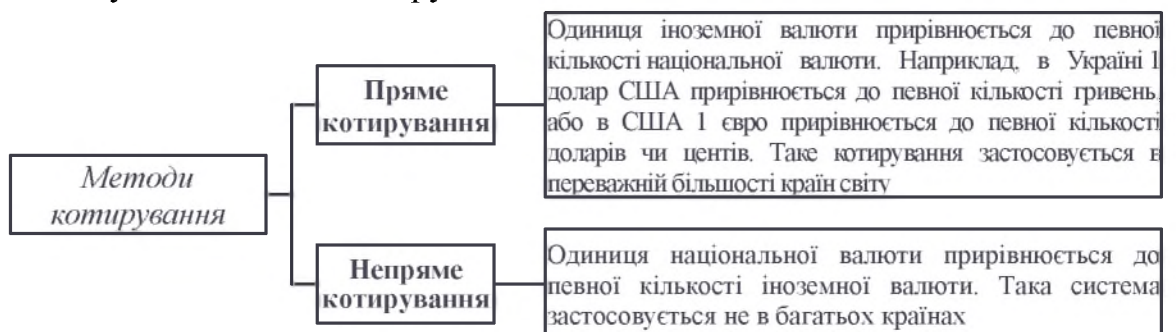 Методи
котирування
Пряме
котирування
Одиниця іноземної валюти прирівнюється до певної
кількості національної валюти. Наприклад, в Україні 1
долар США прирівнюється до певної кількості гривень,
або в США 1 євро прирівнюється до певної кількості
доларів чи центів. Таке котирування застосовується в
переважній більшості країн світу
Непряме
котирування
Одиниця національної валюти прирівнюється до
певної кількості іноземної валюти. Така система
застосовується не в багатьох країнах